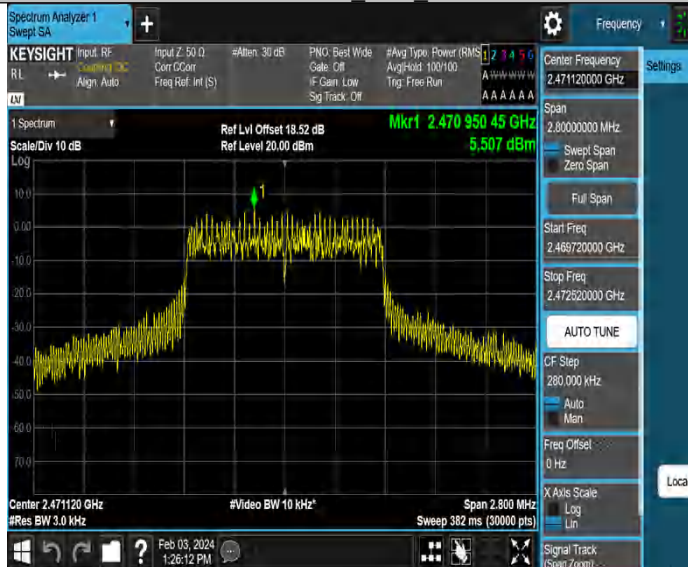 Spectrum Analyzer 1
Swept SA
+
Frequency
KEYSIGHT
RL
Input: RF
Coupling: DC
Align: Auto
Input Z: 50 Ω
Corr CCorr
Freq Ref: Int (S)
#Atten: 30 dB
PNO: Best Wide
Gate: Off
IF Gain: Low
Sig Track: Off
#Avg Type: Power (RMS
Avg|Hold: 100/100
Trig: Free Run
1 2 3 4 5 6
A W W W W W
A A A A A A
LXI
1 Spectrum
Scale/Div 10 dB
Log
Ref Lvl Offset 18.52 dB
Ref Level 20.00 dBm
Mkr1 2.470 950 45 GHz
5.507 dBm
1
10.0
0.00
-10.0
-20.0
-30.0
-40.0
-50.0
-60.0
-70.0
Center 2.471120 GHz
#Res BW 3.0 kHz
#Video BW 10 kHz*
Span 2.800 MHz
Sweep 382 ms (30000 pts)
?
Feb 03, 2024
1:26:12 PM
Center Frequency
2.471120000 GHz
Settings
Span
2.80000000 MHz
Swept Span
Zero Span
Full Span
Start Freq
2.469720000 GHz
Stop Freq
2.472520000 GHz
AUTO TUNE
CF Step
280.000 kHz
Auto
Man
Freq Offset
0 Hz
X Axis Scale
Log
Lin
Loca
Signal Track
(Span Zoom)